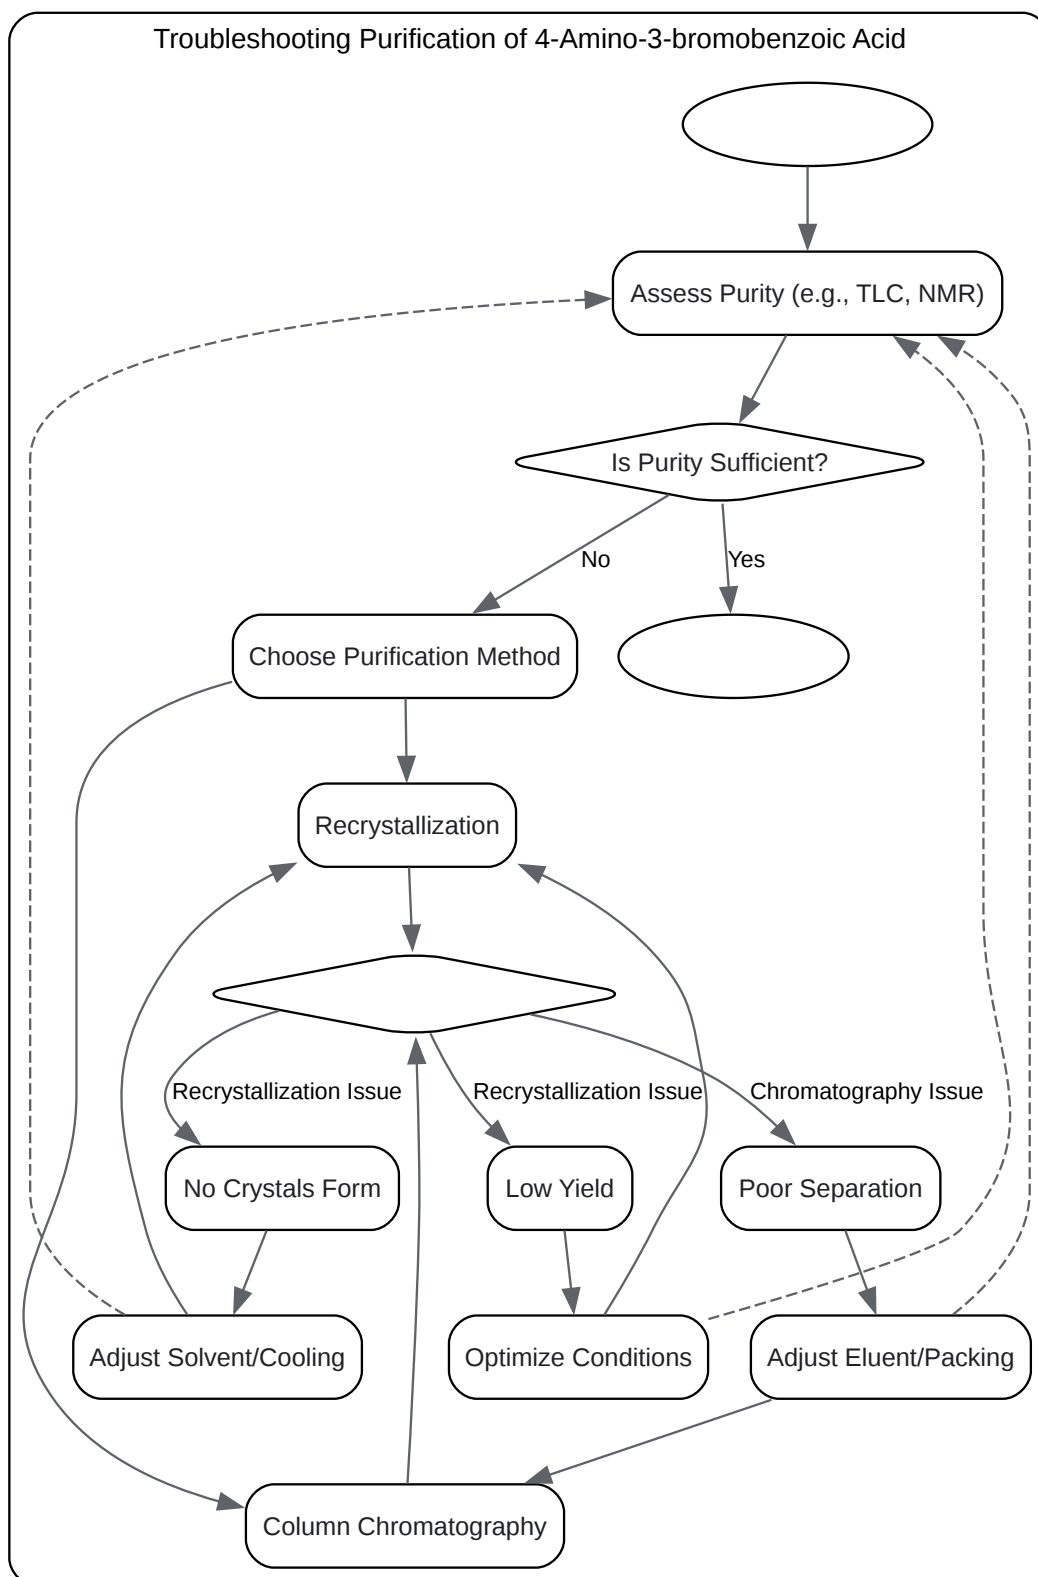 Troubleshooting Purification of 4-Amino-3-bromobenzoic Acid
Assess Purity (e.g., TLC, NMR)
Is Purity Sufficient?
No
Yes
Choose Purification Method
Recrystallization
Recrystallization Issue
Recrystallization Issue
Chromatography Issue
No Crystals Form
Low Yield
Poor Separation
Adjust Solvent/Cooling
Optimize Conditions
Adjust Eluent/Packing
Column Chromatography